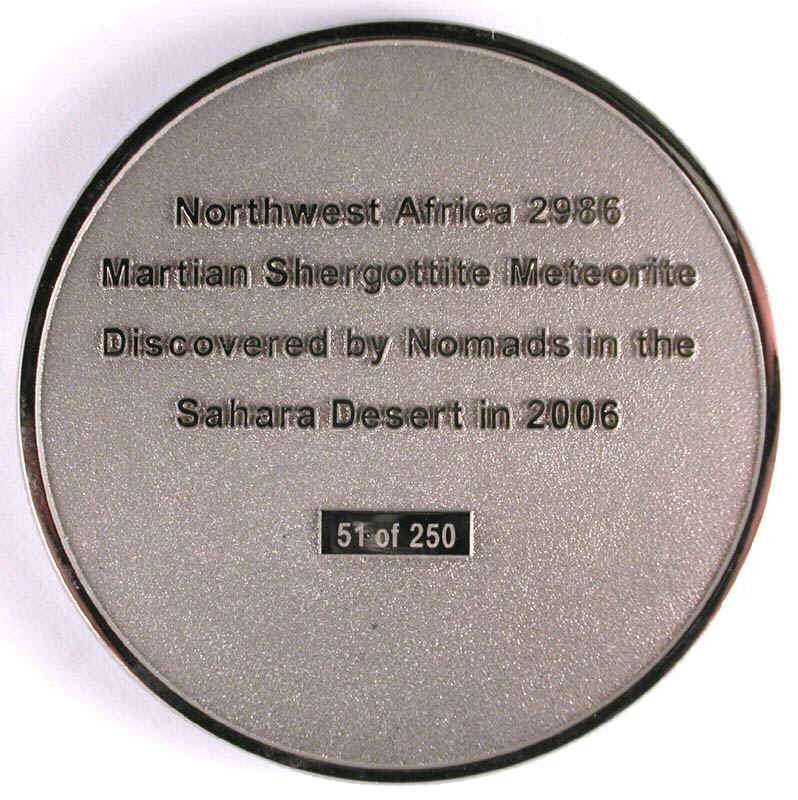 Northwest Africa 2986
Martian Shergottite Meteorite
Discovered by Nomads in the
Sahara Desert in 2006
51 of 250